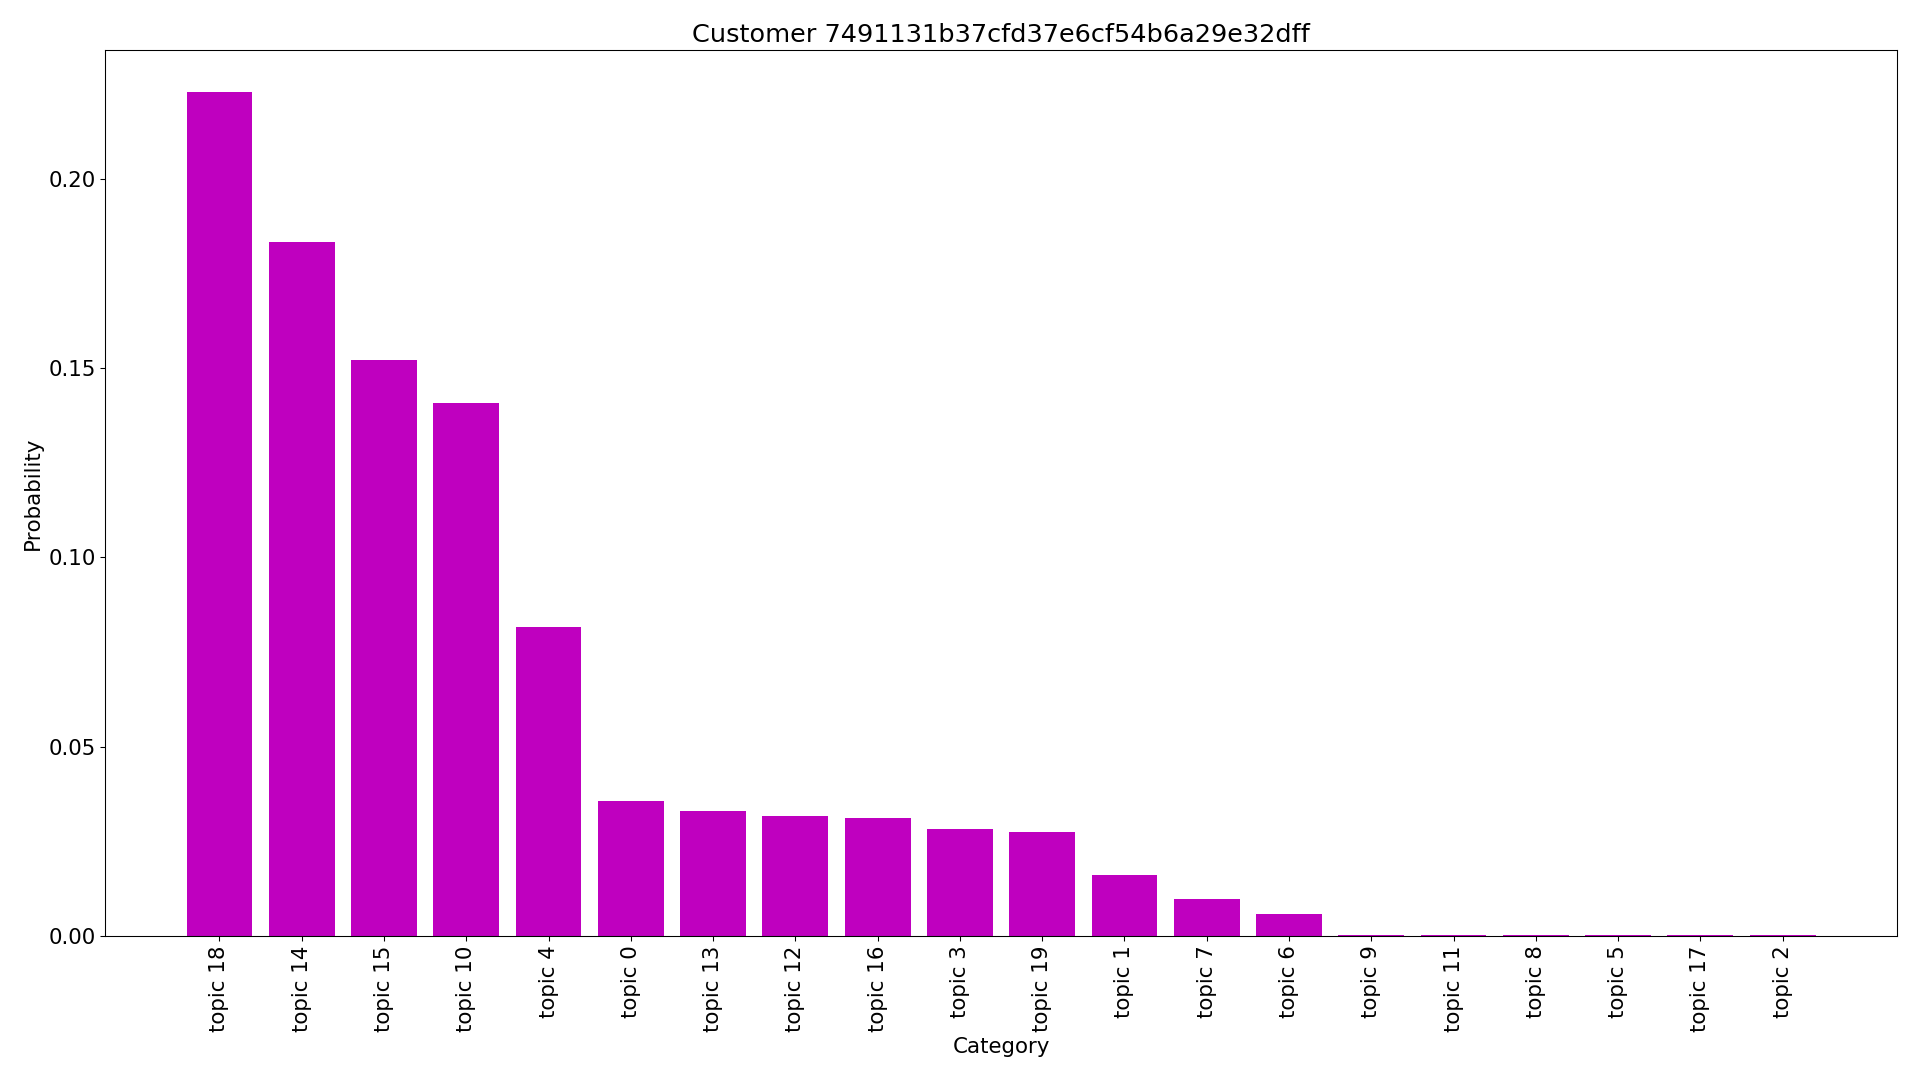 Customer 7491131b37cfd37e6cf54b6a29e32dff
Probability
0.20
0.15
0.10
0.05
0.00
topic 18
topic 14
topic 15
topic 10
topic 4
topic 0
topic 13
topic 12
topic 16
topic 3
topic 19
topic 1
topic 7
topic 6
topic 9
topic 11
topic 8
topic 5
topic 17
topic 2
Category